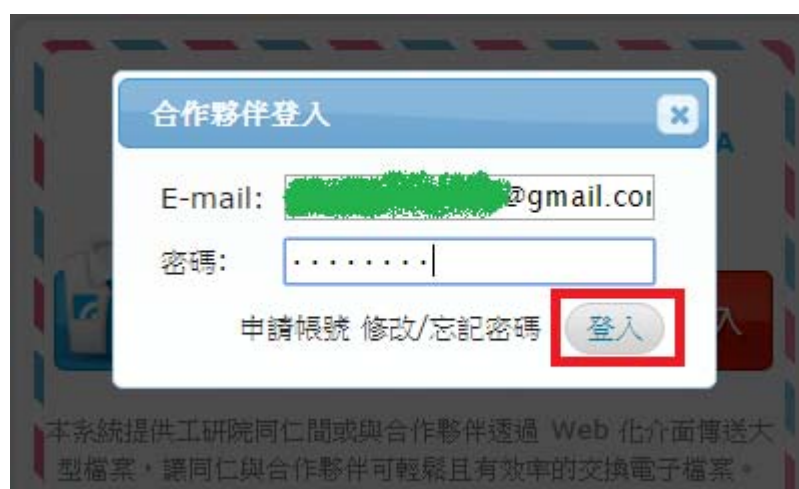 合作夥伴登入
A
E-mail: @gmail.co
密碼: ········
申請帳號 修改/忘記密碼 登入
入
本系統提供工研院同仁間或與合作夥伴透過 Web 化介面傳送大
型檔案，讓同仁與合作夥伴可輕鬆且有效率的交換電子檔案。